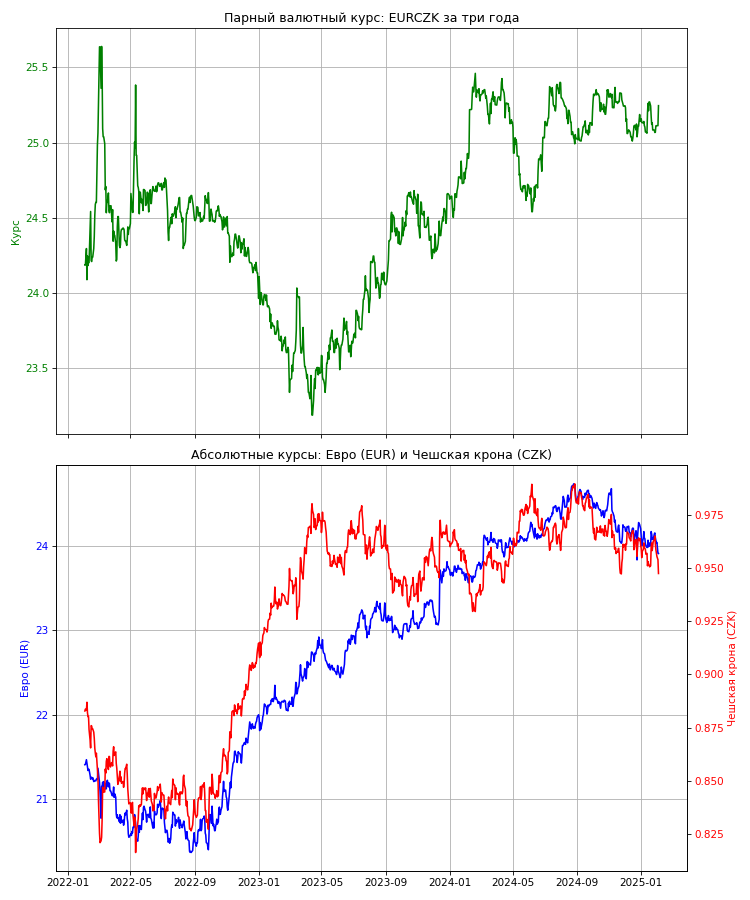 Парный валютный курс: EURCZK за три года
Курс
25.5
25.0
24.5
24.0
23.5
Абсолютные курсы: Евро (EUR) и Чешская крона (CZK)
Евро (EUR)
24
23
22
21
0.975
0.950
0.925
0.900
0.875
0.850
0.825
Чешская крона (CZK)
2022-01 2022-05 2022-09 2023-01 2023-05 2023-09 2024-01 2024-05 2024-09 2025-01